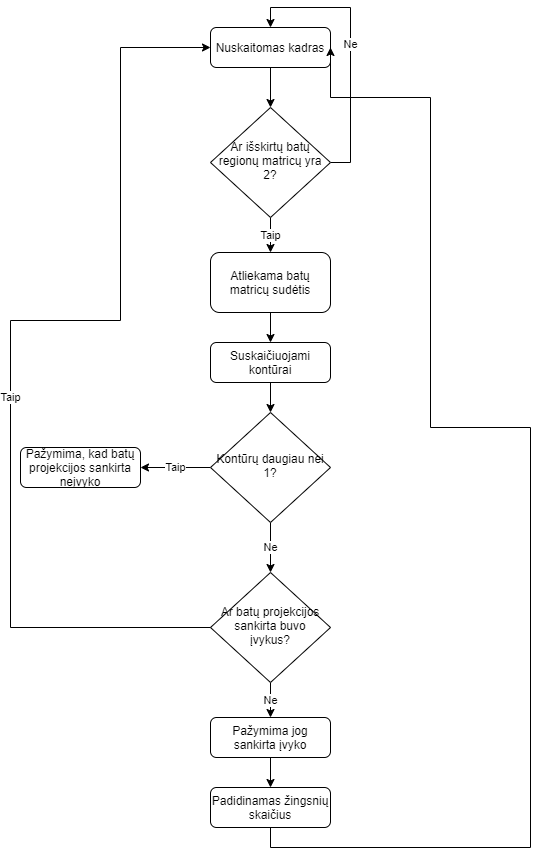 Nuskaitomas kadras
Ne
Ar išskirtų batų
regionų matricų yra
2?
Taip
Atliekama batų
matricų sudėtis
Suskaičiuojami
kontūrai
Taip
Kontūrų daugiau nei
1?
Taip
Pažymima, kad batų
projekcijos sankirta
neįvyko
Ne
Ar batų projekcijos
sankirta buvo
įvykus?
Ne
Pažymima jog
sankirta įvyko
Padidinamas žingsnių
skaičius